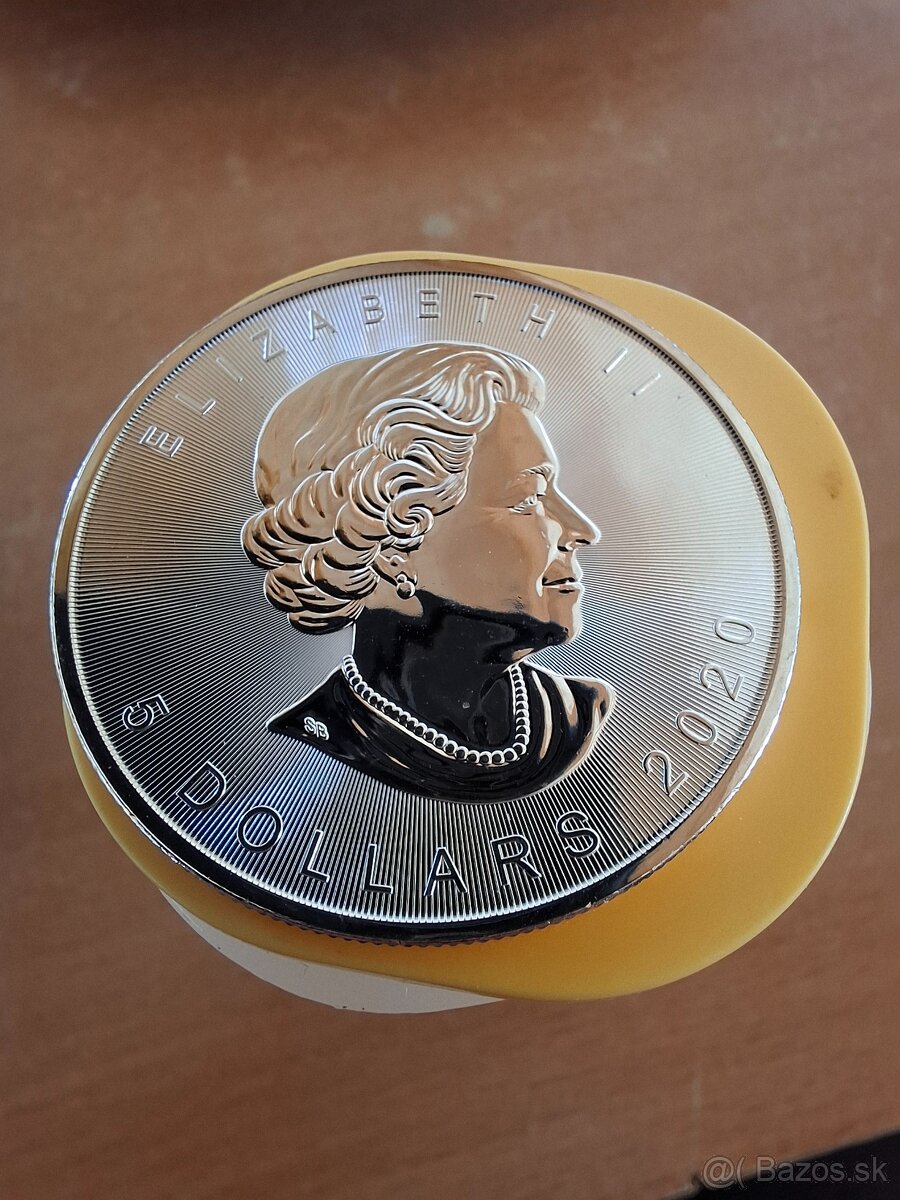 ELIZABETH II
5 DOLLARS 2020
SB
@( Bazos.sk